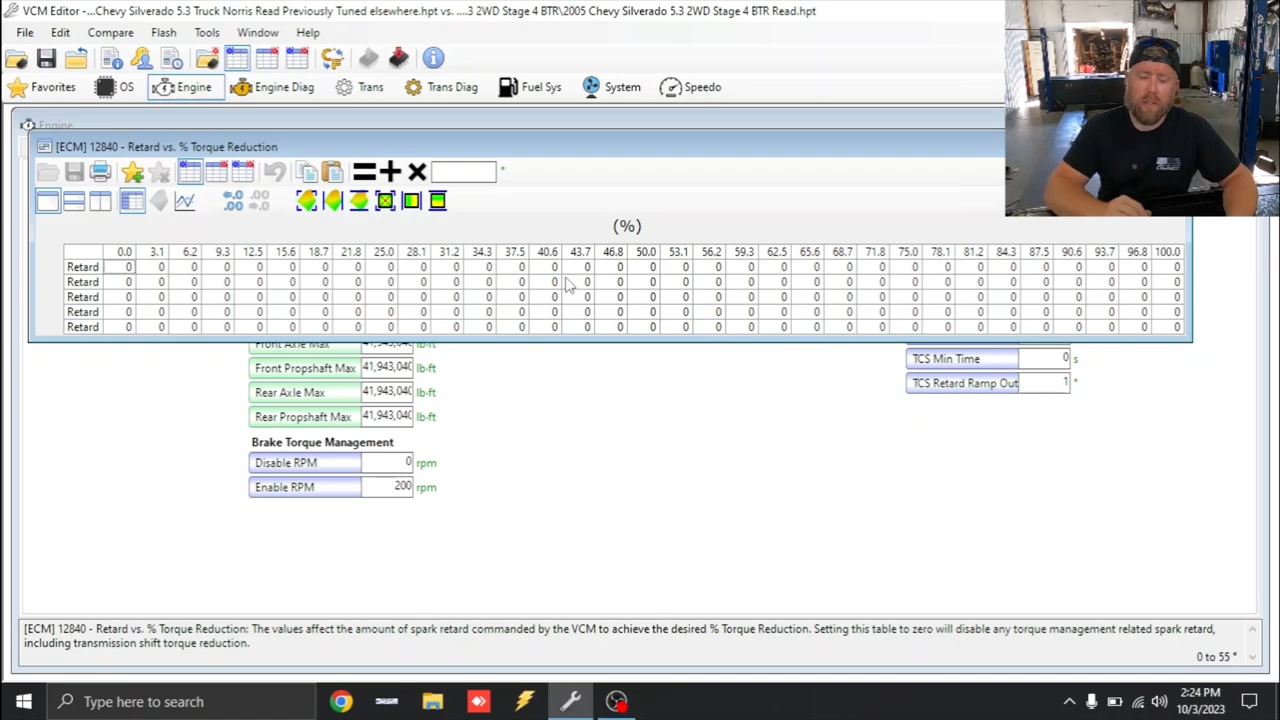 VCM Editor -...Chevy Silverado 5.3 Truck Norris Read Previously Tuned elsewhere.hpt vs. ....3 2WD Stage 4 BTR\2005 Chevy Silverado 5.3 2WD Stage 4 BTR Read.hpt
File Edit Compare Flash Tools Window Help
Favorites OS Engine Engine Diag Trans Trans Diag Fuel Sys System Speedo
Engine
[ECM] 12840 - Retard vs. % Torque Reduction
(%)
0.0 3.1 6.2 9.3 12.5 15.6 18.7 21.8 25.0 28.1 31.2 34.3 37.5 40.6 43.7 46.8 50.0 53.1 56.2 59.3 62.5 65.6 68.7 71.8 75.0 78.1 81.2 84.3 87.5 90.6 93.7 96.8 100.0
Retard 0 0 0 0 0 0 0 0 0 0 0 0 0 0 0 0 0 0 0 0 0 0 0 0 0 0 0 0 0 0 0 0 0
Retard 0 0 0 0 0 0 0 0 0 0 0 0 0 0 0 0 0 0 0 0 0 0 0 0 0 0 0 0 0 0 0 0 0
Retard 0 0 0 0 0 0 0 0 0 0 0 0 0 0 0 0 0 0 0 0 0 0 0 0 0 0 0 0 0 0 0 0 0
Retard 0 0 0 0 0 0 0 0 0 0 0 0 0 0 0 0 0 0 0 0 0 0 0 0 0 0 0 0 0 0 0 0 0
Retard 0 0 0 0 0 0 0 0 0 0 0 0 0 0 0 0 0 0 0 0 0 0 0 0 0 0 0 0 0 0 0 0 0
Front Axle Max 41,943,040 lb-ft
Front Propshaft Max 41,943,040 lb-ft
TCS Min Time 0 s
Rear Axle Max 41,943,040 lb-ft
TCS Retard Ramp Out 1 °
Rear Propshaft Max 41,943,040 lb-ft
Brake Torque Management
Disable RPM 0 rpm
Enable RPM 200 rpm
[ECM] 12840 - Retard vs. % Torque Reduction: The values affect the amount of spark retard commanded by the VCM to achieve the desired % Torque Reduction. Setting this table to zero will disable any torque management related spark retard,
including transmission shift torque reduction.
0 to 55 °
Type here to search
2:24 PM
10/3/2023